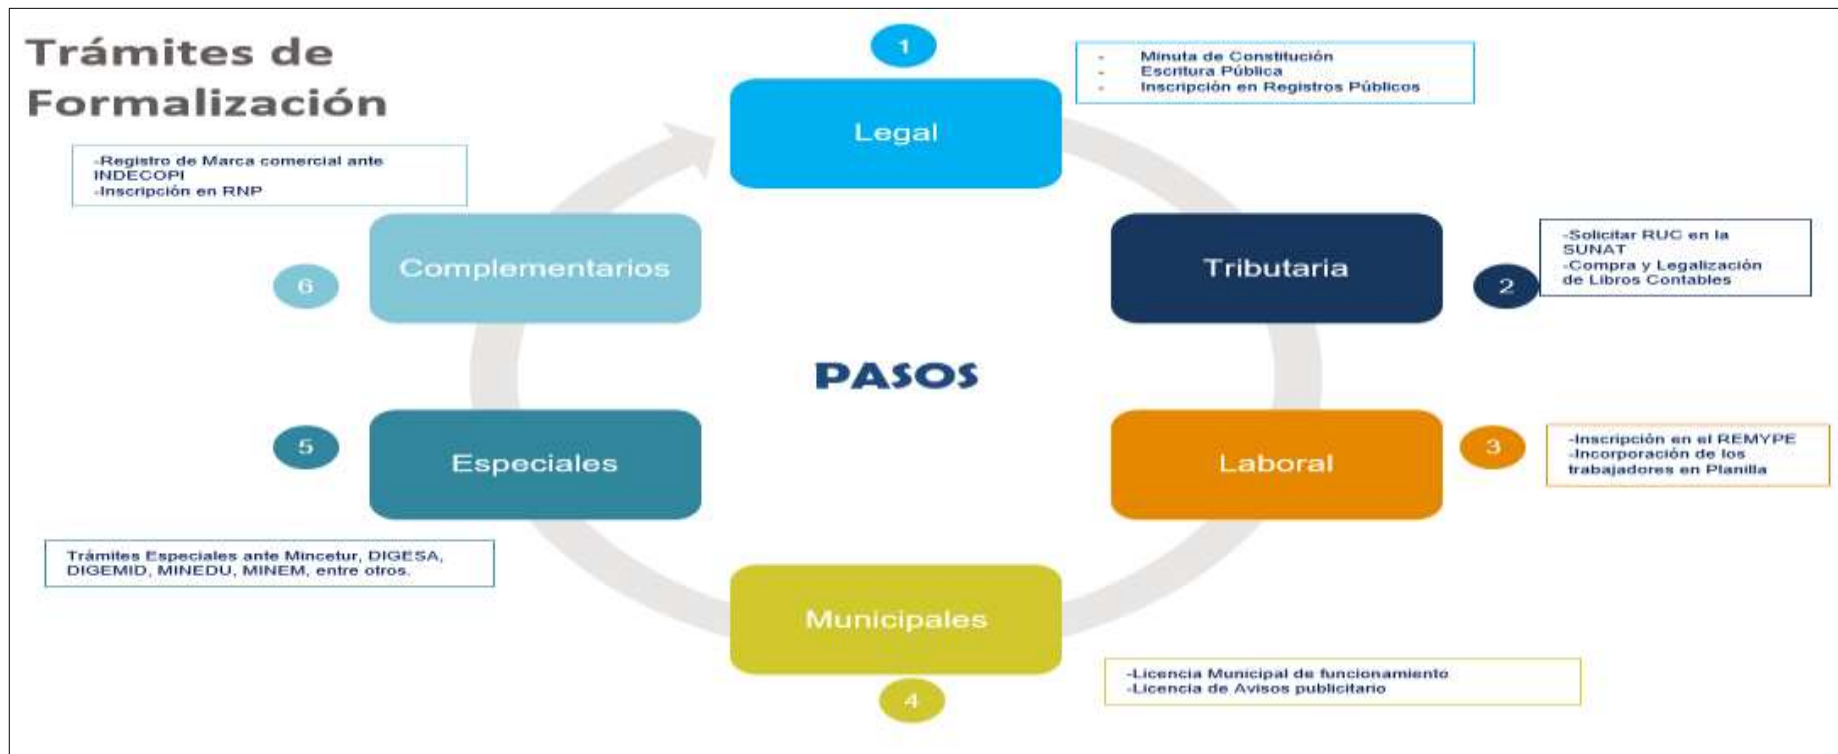 Trámites de
Formalización
1
Legal
- Minuta de Constitución
- Escritura Pública
- Inscripción en Registros Públicos
Tributaria
2
-Solicitar RUC en la
SUNAT
-Compra y Legalización
de Libros Contables
Laboral
3
-Inscripción en el REMYPE
-Incorporación de los
trabajadores en Planilla
Municipales
4
-Licencia Municipal de funcionamiento
-Licencia de Avisos publicitario
Especiales
5
Trámites Especiales ante Mincetur, DIGESA,
DIGEMID, MINEDU, MINEM, entre otros.
Complementarios
6
-Registro de Marca comercial ante
INDECOPI
-Inscripción en RNP
PASOS